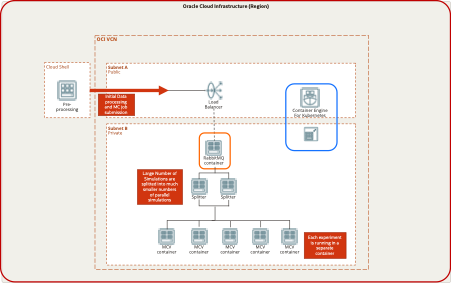 Oracle Cloud Infrastructure (Region)
OCI VCN
Cloud Shell
Pre-
processing
Subnet A
Public
Initial Data
processing
and MC Job
submission
Load
Balancer
Container Engine
For Kubernetes
Subnet B
Private
RabbitMQ
container
Large Number of
Simulations are
splitted into much
smaller numbers
of parallel
simulations
Splitter
Splitter
MCV
container
MCV
container
MCV
container
MCV
container
MCV
container
Each experiment
is running in a
separate
container